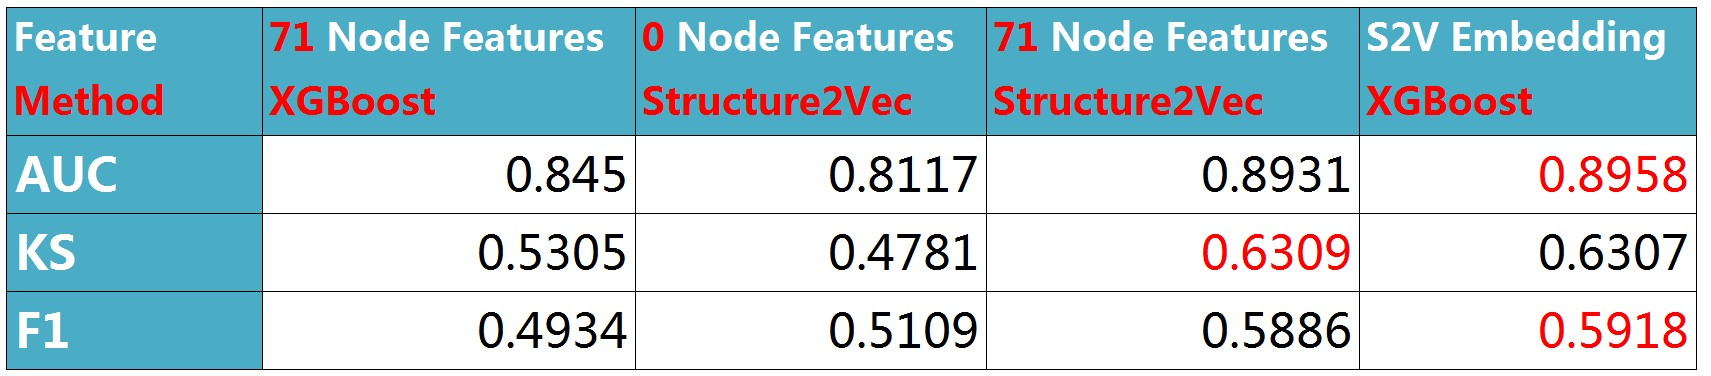 Feature 71 Node Features 0 Node Features 71 Node Features S2V Embedding
Method XGBoost Structure2Vec Structure2Vec XGBoost
AUC 0.845 0.8117 0.8931 0.8958
KS 0.5305 0.4781 0.6309 0.6307
F1 0.4934 0.5109 0.5886 0.5918